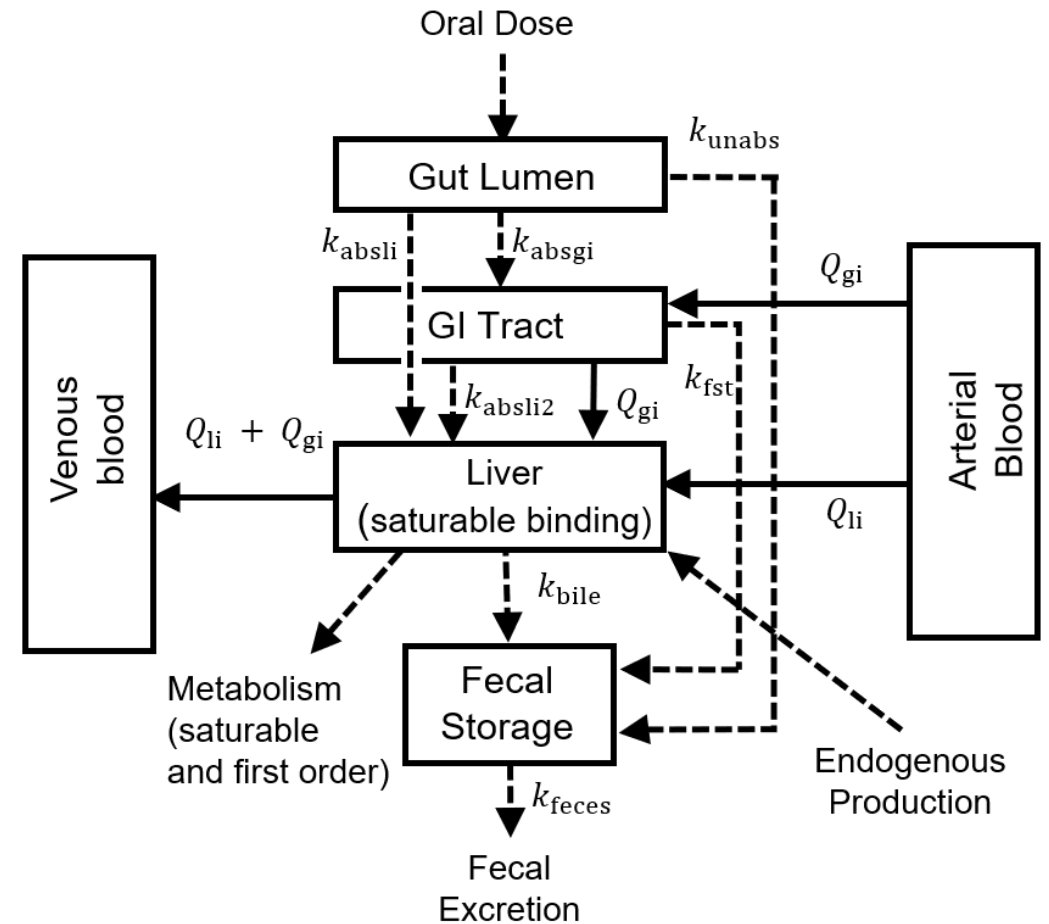 Oral Dose
k_unabs
Gut Lumen
k_absli
k_absgi
Q_gi
GI Tract
k_fst
k_absli2
Q_gi
Venous
blood
Arterial
Blood
Q_li + Q_gi
Liver
(saturable binding)
Q_li
k_bile
Metabolism
(saturable
and first order)
Fecal
Storage
Endogenous
Production
k_feces
Fecal
Excretion